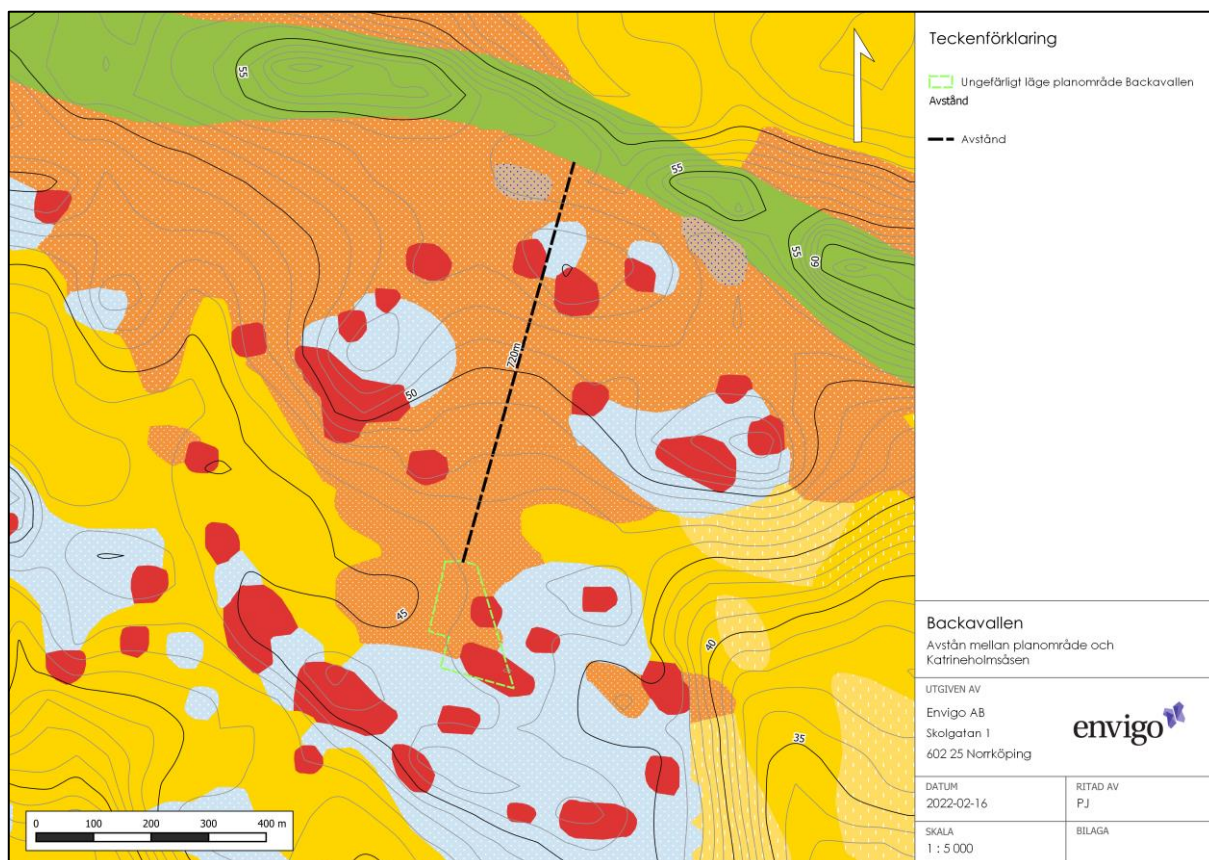 55
55
55
60
720m
50
45
40
35
0 100 200 300 400 m
Teckenförklaring
Ungefärligt läge planområde Backavallen
Avstånd
Avstånd
Backavallen
Avstån mellan planområde och
Katrineholmsåsen
UTGIVEN AV
Envigo AB
Skolgatan 1
602 25 Norrköping
envigo
DATUM
2022-02-16
RITAD AV
PJ
SKALA
1 : 5 000
BILAGA